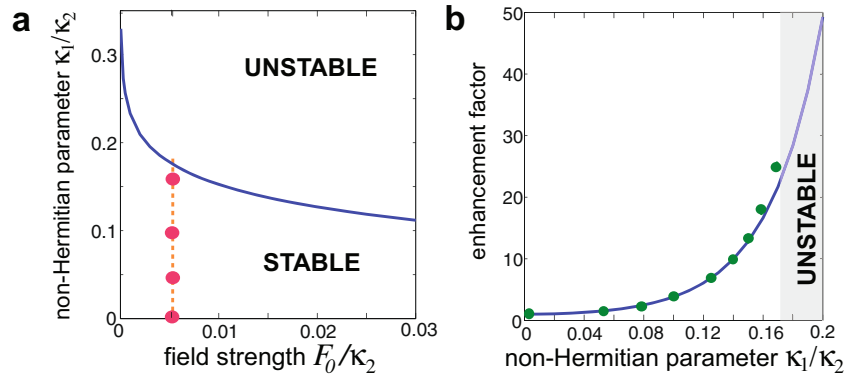 a
non-Hermitian parameter κ₁/κ₂
0.3
0.2
0.1
0
UNSTABLE
STABLE
0
0.01
0.02
0.03
field strength F₀/κ₂
b
enhancement factor
50
40
30
20
10
0
UNSTABLE
0
0.04
0.08
0.12
0.16
0.2
non-Hermitian parameter κ₁/κ₂